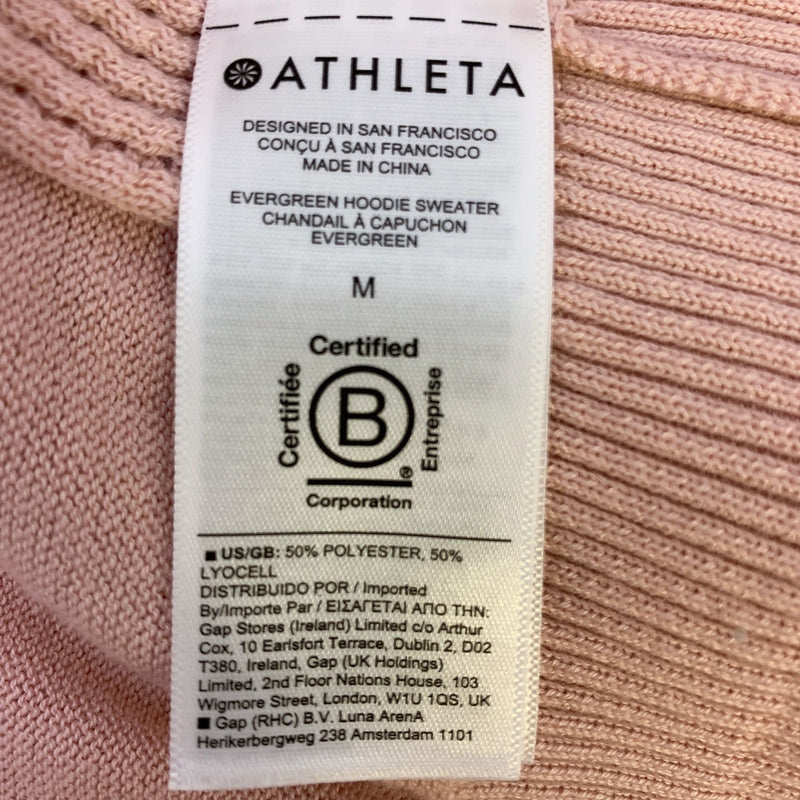 ATHLETA
DESIGNED IN SAN FRANCISCO
CONÇU À SAN FRANCISCO
MADE IN CHINA
EVERGREEN HOODIE SWEATER
CHANDAIL À CAPUCHON
EVERGREEN
M
Certified
Certifiée
B
Entreprise
®
Corporation
■ US/GB: 50% POLYESTER, 50%
LYOCELL
DISTRIBUIDO POR / Imported
By/Importe Par / ΕΙΣΑΓΕΤΑΙ ΑΠΟ ΤΗΝ:
Gap Stores (Ireland) Limited c/o Arthur
Cox, 10 Earlsfort Terrace, Dublin 2, D02
T380, Ireland, Gap (UK Holdings)
Limited, 2nd Floor Nations House, 103
Wigmore Street, London, W1U 1QS, UK
■ Gap (RHC) B.V. Luna ArenA
Herikerbergweg 238 Amsterdam 1101